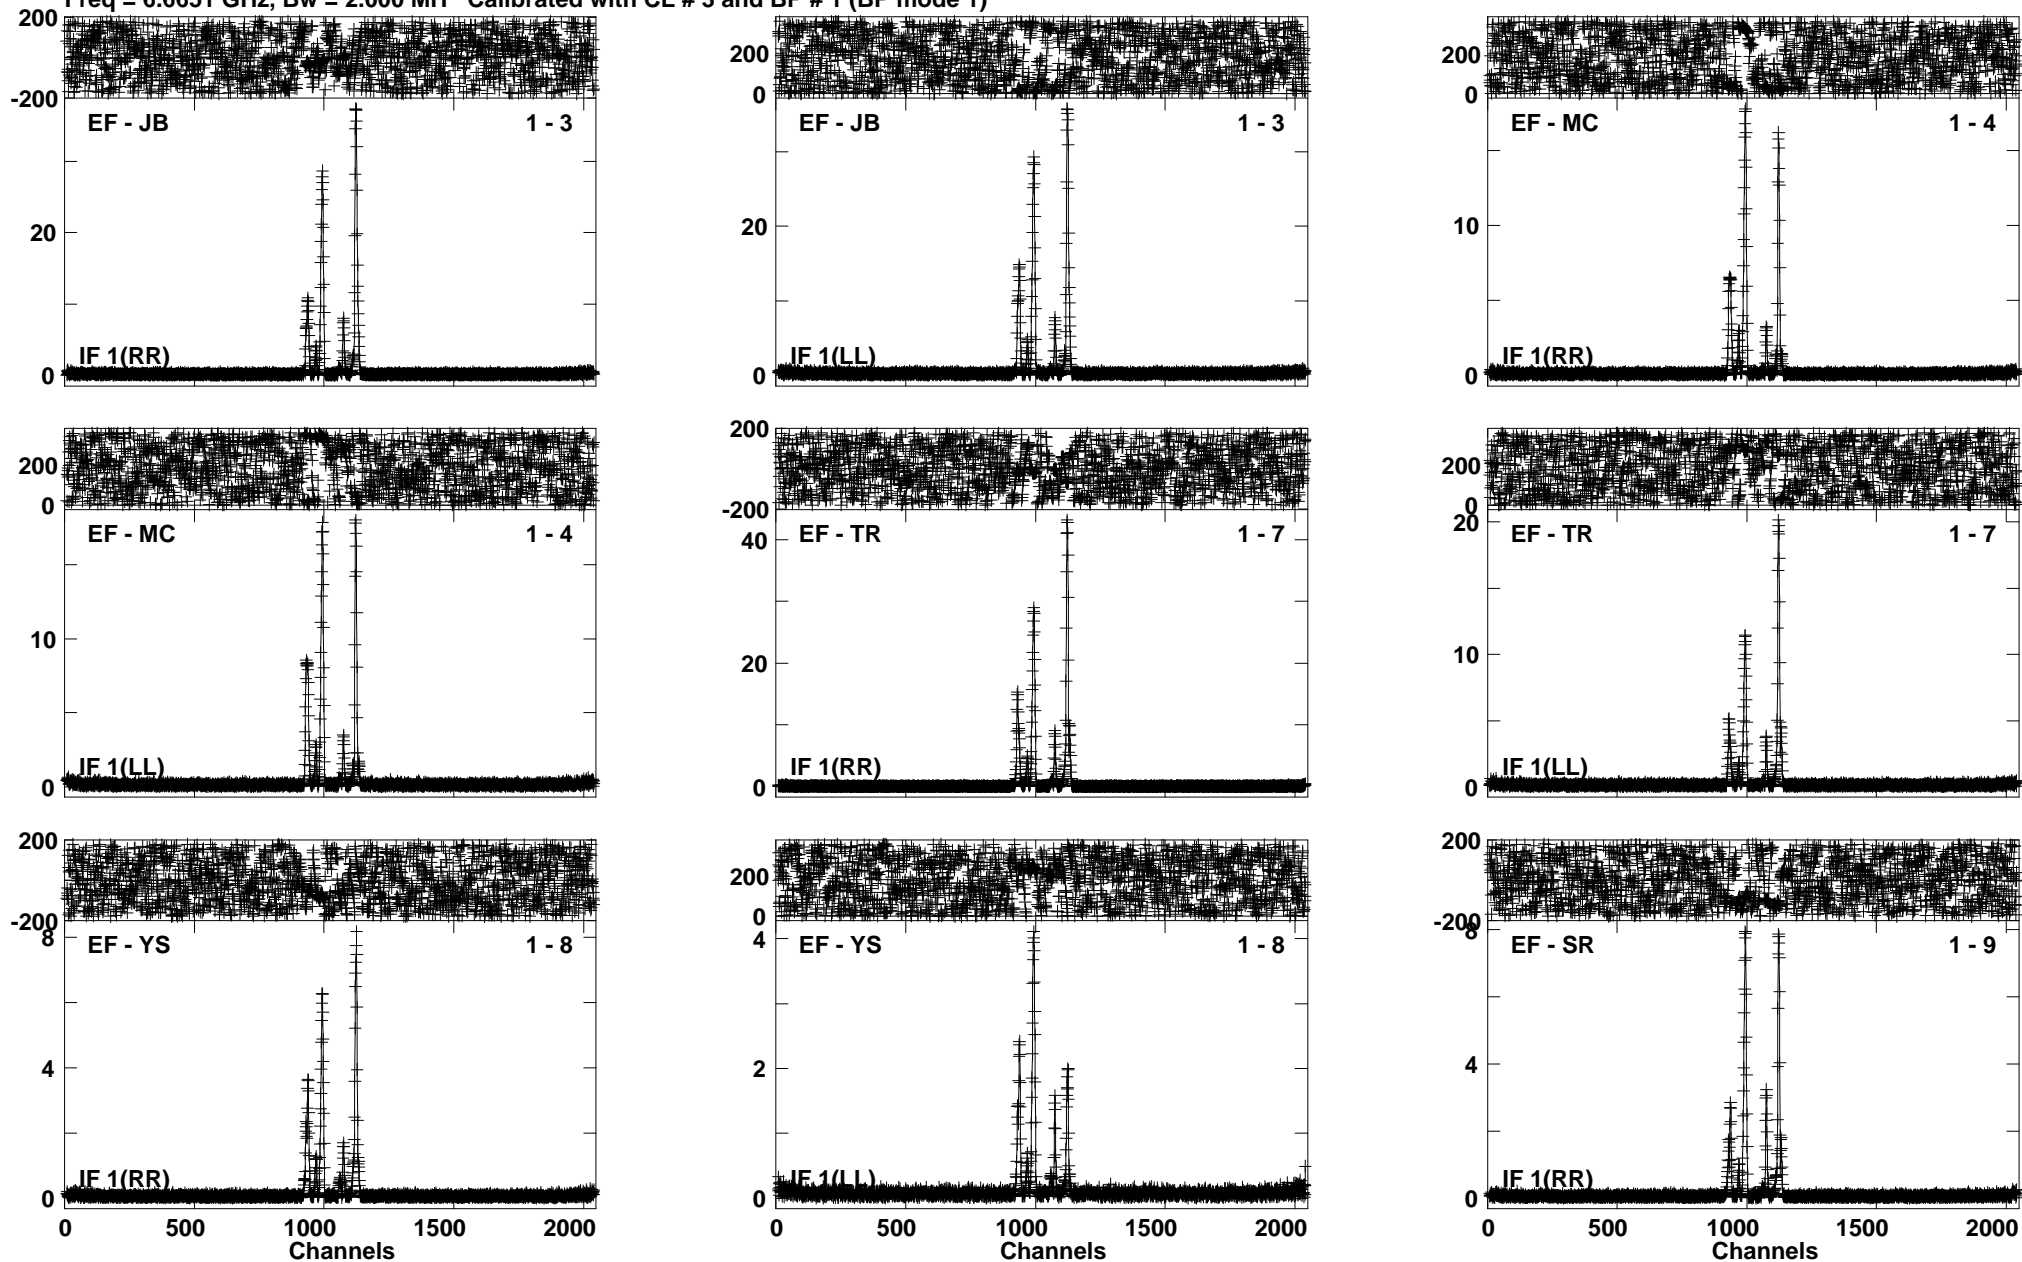 Freq = 6.6651 GHz, Bw = 2.000 MH Calibrated with CL # 3 and BP # 1 (BP mode 1)
200
-200
EF - JB 1 - 3
20
0
IF 1(RR)
200
0
EF - JB 1 - 3
20
0
IF 1(LL)
200
0
EF - MC 1 - 4
10
0
IF 1(RR)
200
0
EF - MC 1 - 4
10
0
IF 1(LL)
200
-200
EF - TR 1 - 7
40
20
0
IF 1(RR)
200
0
EF - TR 1 - 7
20
10
0
IF 1(LL)
200
-200
EF - YS 1 - 8
8
4
0
IF 1(RR)
0 500 1000 1500 2000
Channels
200
0
EF - YS 1 - 8
4
2
0
IF 1(LL)
0 500 1000 1500 2000
Channels
200
-200
EF - SR 1 - 9
8
4
0
IF 1(RR)
0 500 1000 1500 2000
Channels